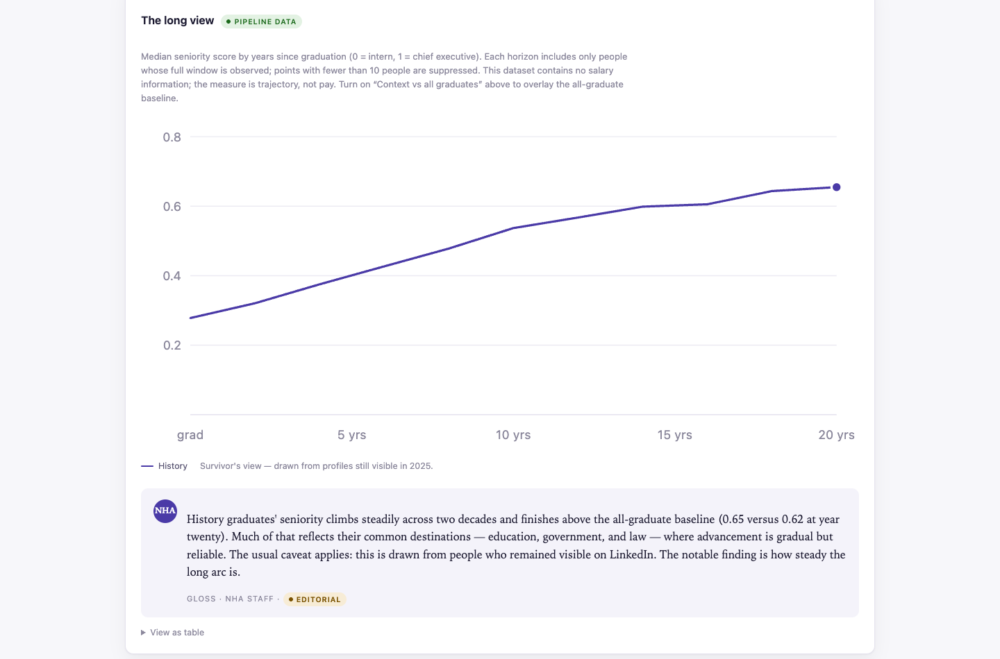 The long view
PIPELINE DATA
Median seniority score by years since graduation (0 = intern, 1 = chief executive). Each horizon includes only people
whose full window is observed; points with fewer than 10 people are suppressed. This dataset contains no salary
information; the measure is trajectory, not pay. Turn on “Context vs all graduates” above to overlay the all-graduate
baseline.
0.8
0.6
0.4
0.2
grad 5 yrs 10 yrs 15 yrs 20 yrs
History Survivor's view — drawn from profiles still visible in 2025.
NHA
History graduates' seniority climbs steadily across two decades and finishes above the all-graduate baseline (0.65 versus 0.62 at year
twenty). Much of that reflects their common destinations — education, government, and law — where advancement is gradual but
reliable. The usual caveat applies: this is drawn from people who remained visible on LinkedIn. The notable finding is how steady the
long arc is.
GLOSS · NHA STAFF · EDITORIAL
View as table